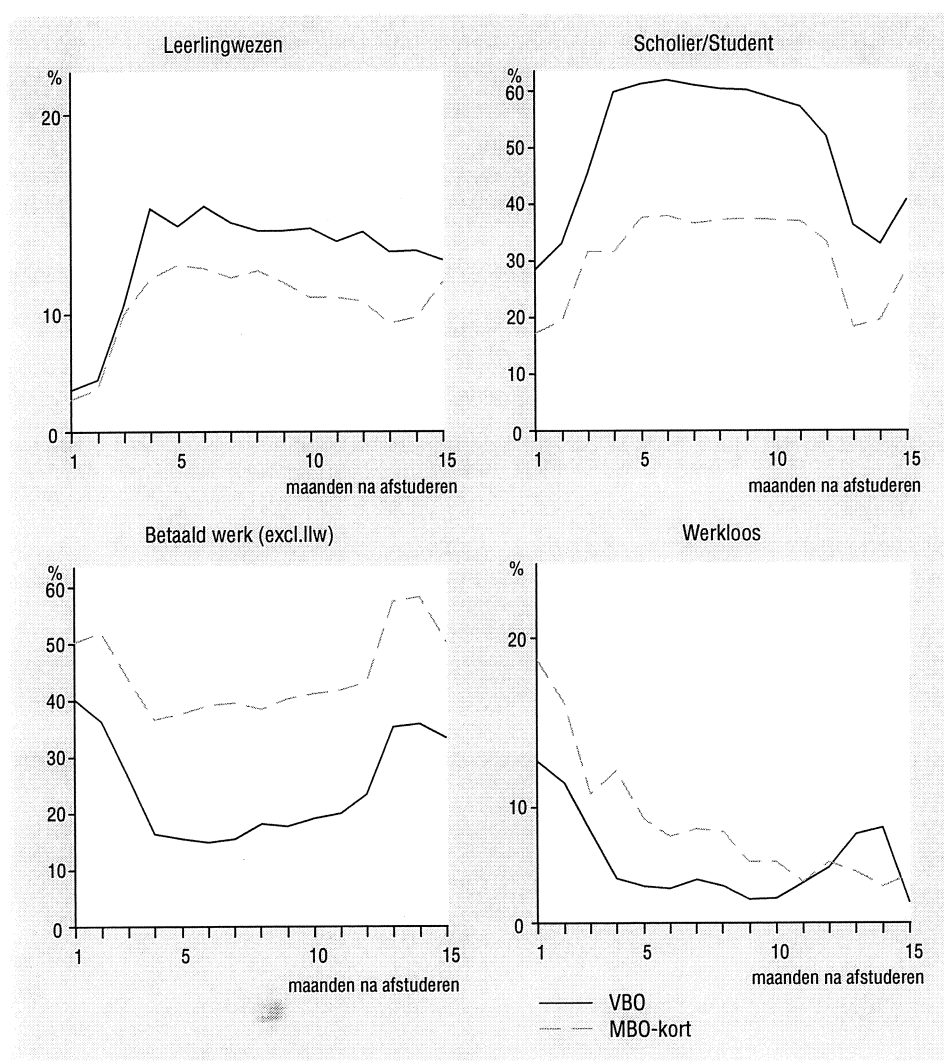 Leerlingwezen
%
20
10
0
1 5 10 15
maanden na afstuderen
Scholier/Student
%
60
50
40
30
20
10
0
1 5 10 15
maanden na afstuderen
Betaald werk (excl.llw)
%
60
50
40
30
20
10
0
1 5 10 15
maanden na afstuderen
Werkloos
%
20
10
0
1 5 10 15
maanden na afstuderen
VBO
MBO-kort